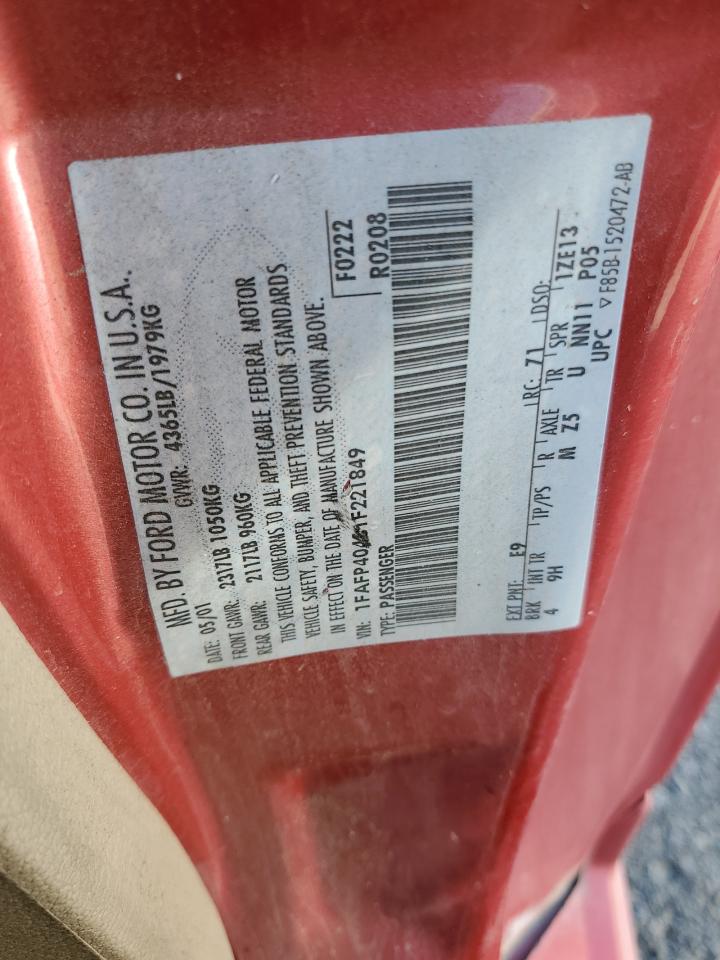 MFD. BY FORD MOTOR CO. IN U.S.A..
DATE: 05/01 GVWR: 4365LB/1979KG
FRONT GAWR: 2317LB 1050KG
REAR GAWR: 2117LB 960KG
THIS VEHICLE CONFORMS TO ALL APPLICABLE FEDERAL MOTOR
VEHICLE SAFETY, BUMPER, AND THEFT PREVENTION STANDARDS
IN EFFECT ON THE DATE OF MANUFACTURE SHOWN ABOVE.
VIN: F0222
TYPE: PASSENGER R0208
EXT PNT: E9 RC: 71 DSO:
BRK INT TR TP/PS R AXLE TR SPR 1ZE13
4 9H M Z5 U NN11 P05
UPC ▽ F85B-1520472-AB